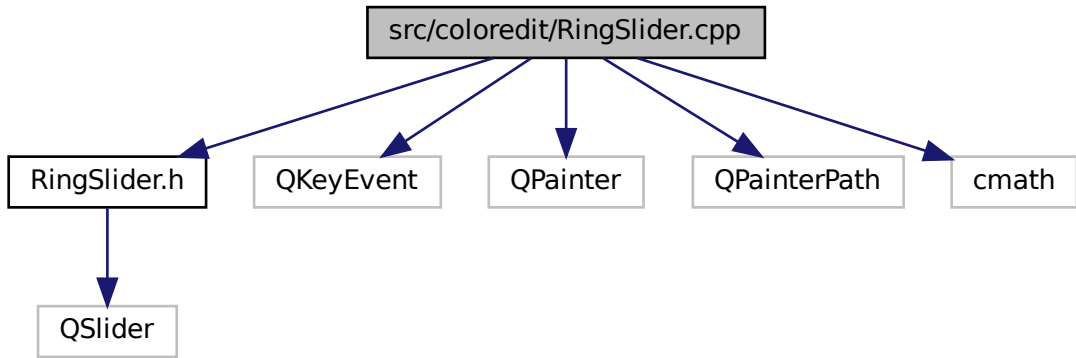 src/coloredit/RingSlider.cpp
RingSlider.h
QKeyEvent
QPainter
QPainterPath
cmath
QSlider